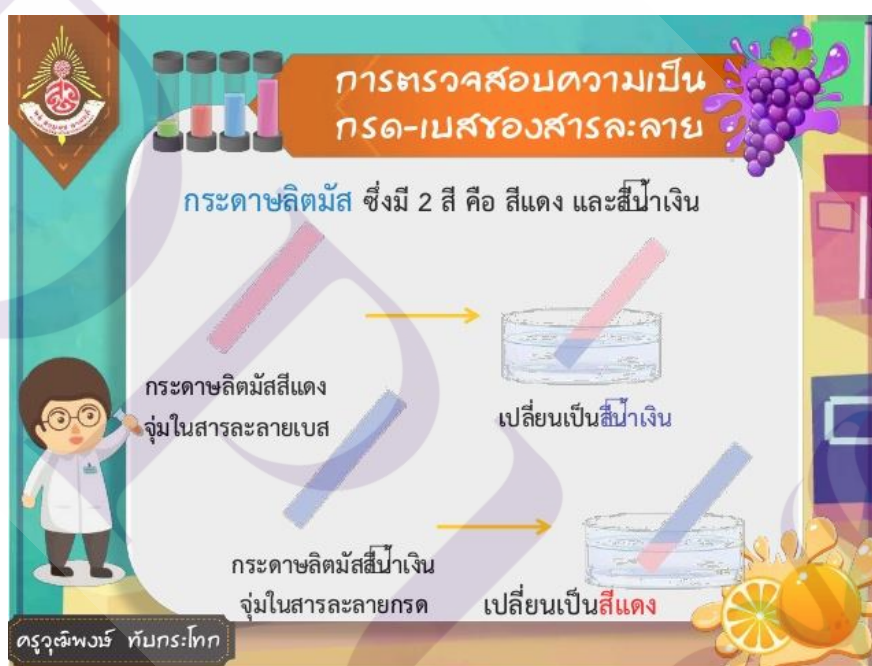 การตรวจสอบความเป็น
กรด-เบสของสารละลาย
กระดาษลิตมัส ซึ่งมี 2 สี คือ สีแดง และสีน้ำเงิน
กระดาษลิตมัสสีแดง
จุ่มในสารละลายเบส
เปลี่ยนเป็นสีน้ำเงิน
กระดาษลิตมัสสีน้ำเงิน
จุ่มในสารละลายกรด
เปลี่ยนเป็นสีแดง
ครูวุฒิพงษ์ ทับกระโทก